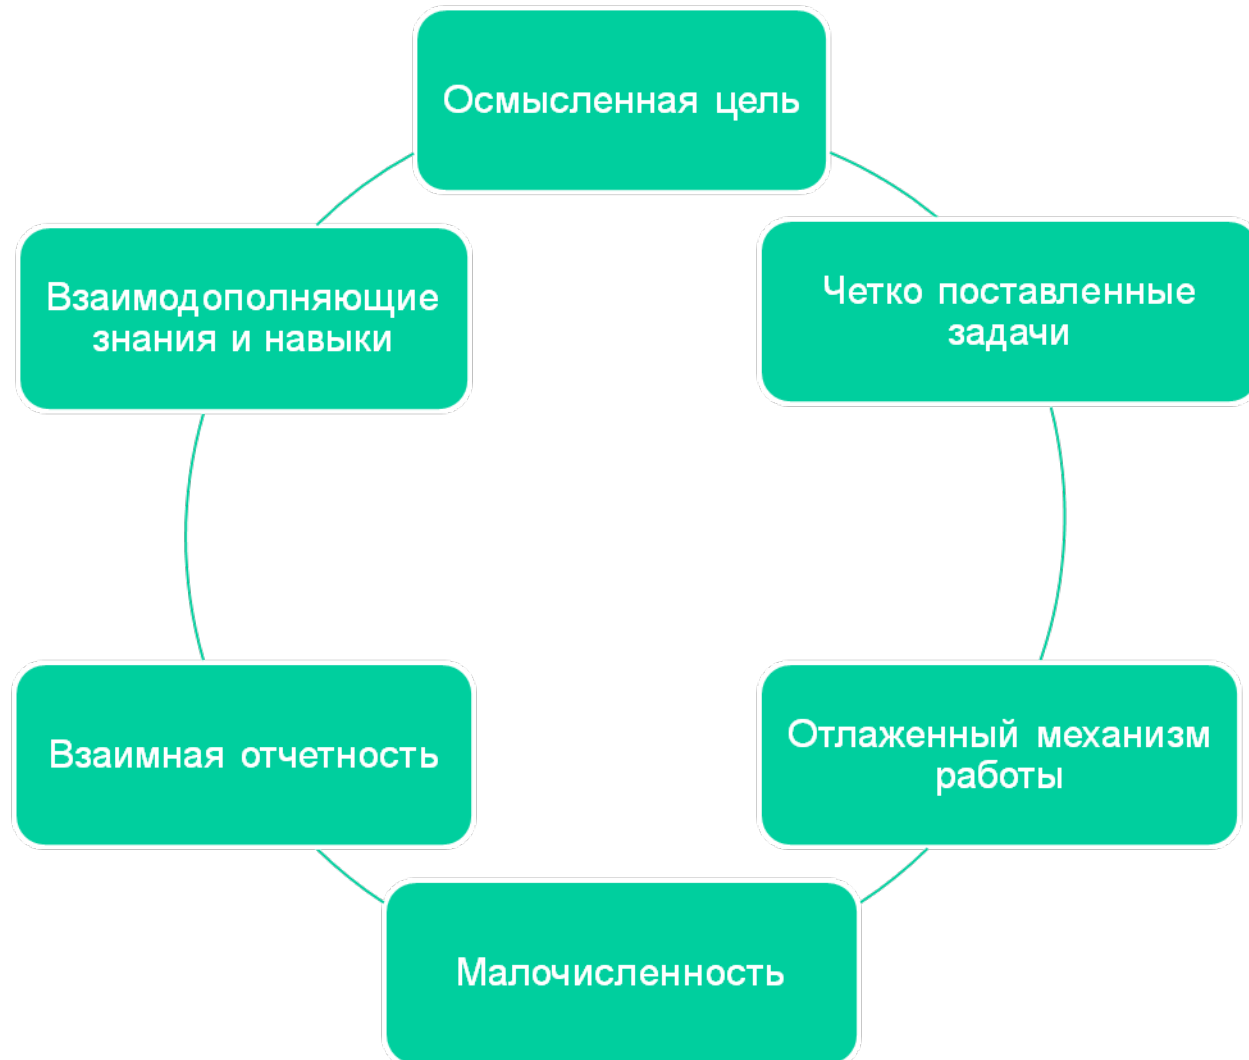 Осмысленная цель
Взаимодополняющие
знания и навыки
Четко поставленные
задачи
Взаимная отчетность
Отлаженный механизм
работы
Малочисленность